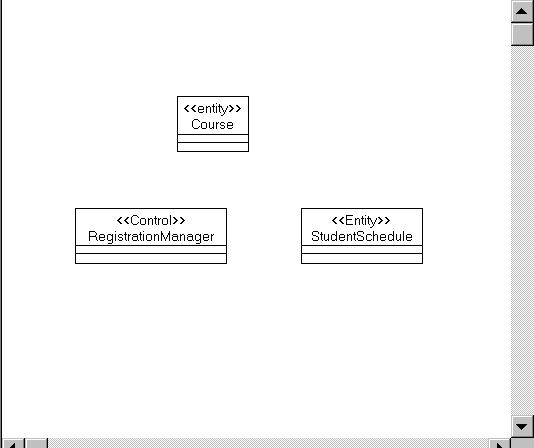 <<entity>>
Course
<<Control>>
RegistrationManager
<<Entity>>
StudentSchedule